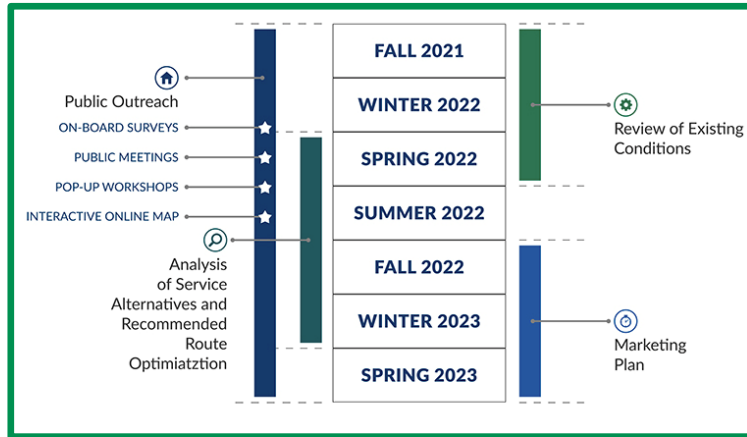 Public Outreach
ON-BOARD SURVEYS
PUBLIC MEETINGS
POP-UP WORKSHOPS
INTERACTIVE ONLINE MAP
Analysis
of Service
Alternatives and
Recommended
Route
Optimiatztion
FALL 2021
WINTER 2022
SPRING 2022
SUMMER 2022
FALL 2022
WINTER 2023
SPRING 2023
Review of Existing
Conditions
Marketing
Plan